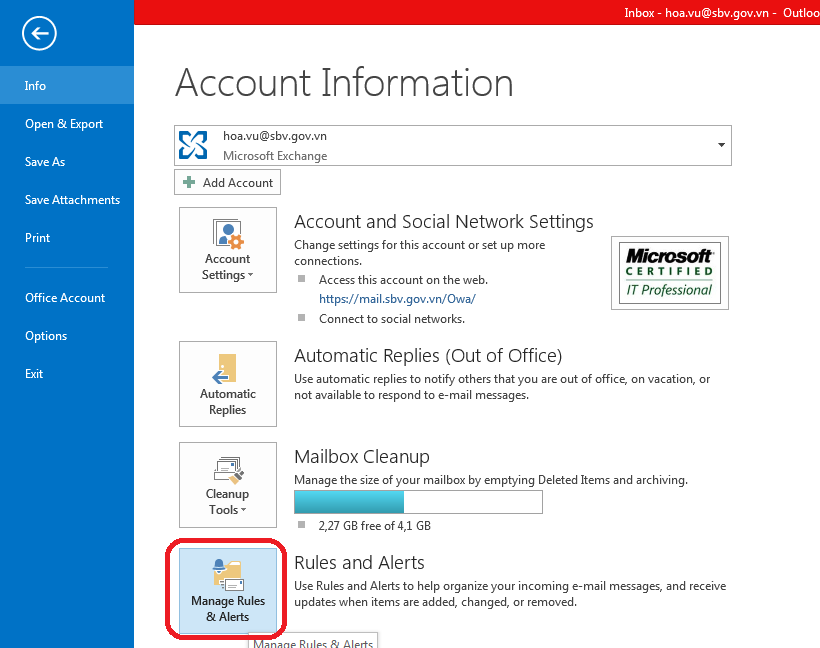 Inbox - hoa.vu@sbv.gov.vn - Outloo
Account Information
Info
Open & Export
Save As
Save Attachments
Print
Office Account
Options
Exit
hoa.vu@sbv.gov.vn
Microsoft Exchange
Add Account
Account
Settings
Account and Social Network Settings
Change settings for this account or set up more
connections.
Access this account on the web.
https://mail.sbv.gov.vn/Owa/
Connect to social networks.
Microsoft
CERTIFIED
IT Professional
Automatic
Replies
Automatic Replies (Out of Office)
Use automatic replies to notify others that you are out of office, on vacation, or
not available to respond to e-mail messages.
Cleanup
Tools
Mailbox Cleanup
Manage the size of your mailbox by emptying Deleted Items and archiving.
2,27 GB free of 4,1 GB
Manage Rules
& Alerts
Rules and Alerts
Use Rules and Alerts to help organize your incoming e-mail messages, and receive
updates when items are added, changed, or removed.
Manage Rules & Alerts